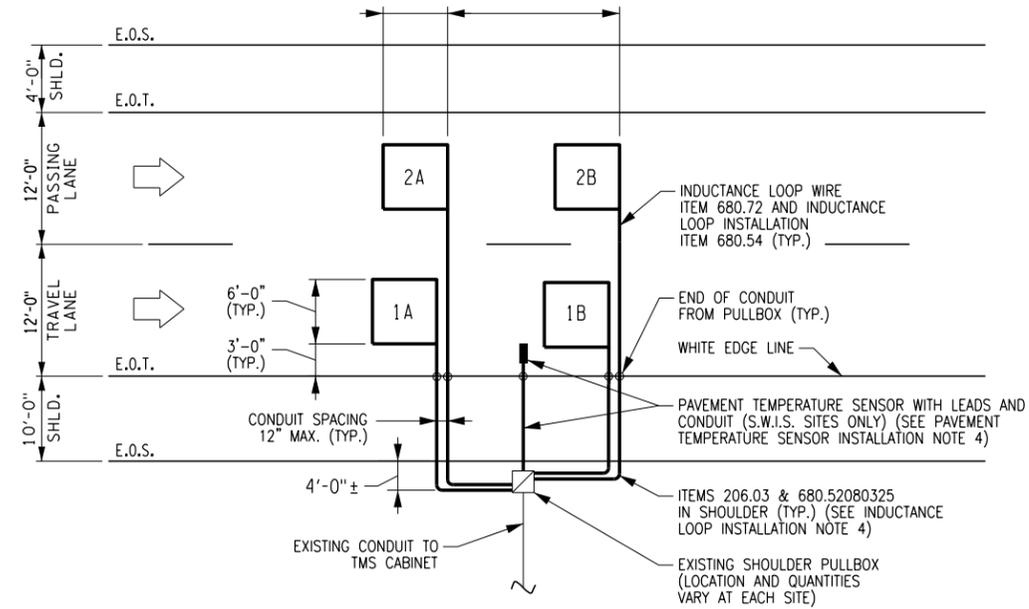 E.O.S.
4'-0"
SHLD.
E.O.T.
12'-0"
PASSING
LANE
2A
2B
INDUCTANCE LOOP WIRE
ITEM 680.72 AND INDUCTANCE
LOOP INSTALLATION
ITEM 680.54 (TYP.)
12'-0"
TRAVEL
LANE
6'-0"
(TYP.)
1A
1B
END OF CONDUIT
FROM PULLBOX (TYP.)
3'-0"
(TYP.)
WHITE EDGE LINE
E.O.T.
10'-0"
SHLD.
CONDUIT SPACING
12" MAX. (TYP.)
PAVEMENT TEMPERATURE SENSOR WITH LEADS AND
CONDUIT (S.W.I.S. SITES ONLY) (SEE PAVEMENT
TEMPERATURE SENSOR INSTALLATION NOTE 4)
E.O.S.
4'-0"±
ITEMS 206.03 & 680.52080325
IN SHOULDER (TYP.) (SEE INDUCTANCE
LOOP INSTALLATION NOTE 4)
EXISTING CONDUIT TO
TMS CABINET
EXISTING SHOULDER PULLBOX
(LOCATION AND QUANTITIES
VARY AT EACH SITE)